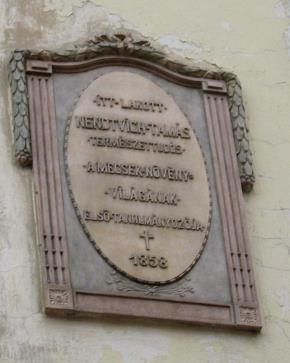 ·ITT·LAKOTT·
NENDTVICH·TAMÁS
·TERMÉSZETTUDÓS·
·A·MECSEK·NÖVÉNY·
·VILÁGÁNAK·
ELSŐ·TANULMÁNYOZÓJA·
†
1858